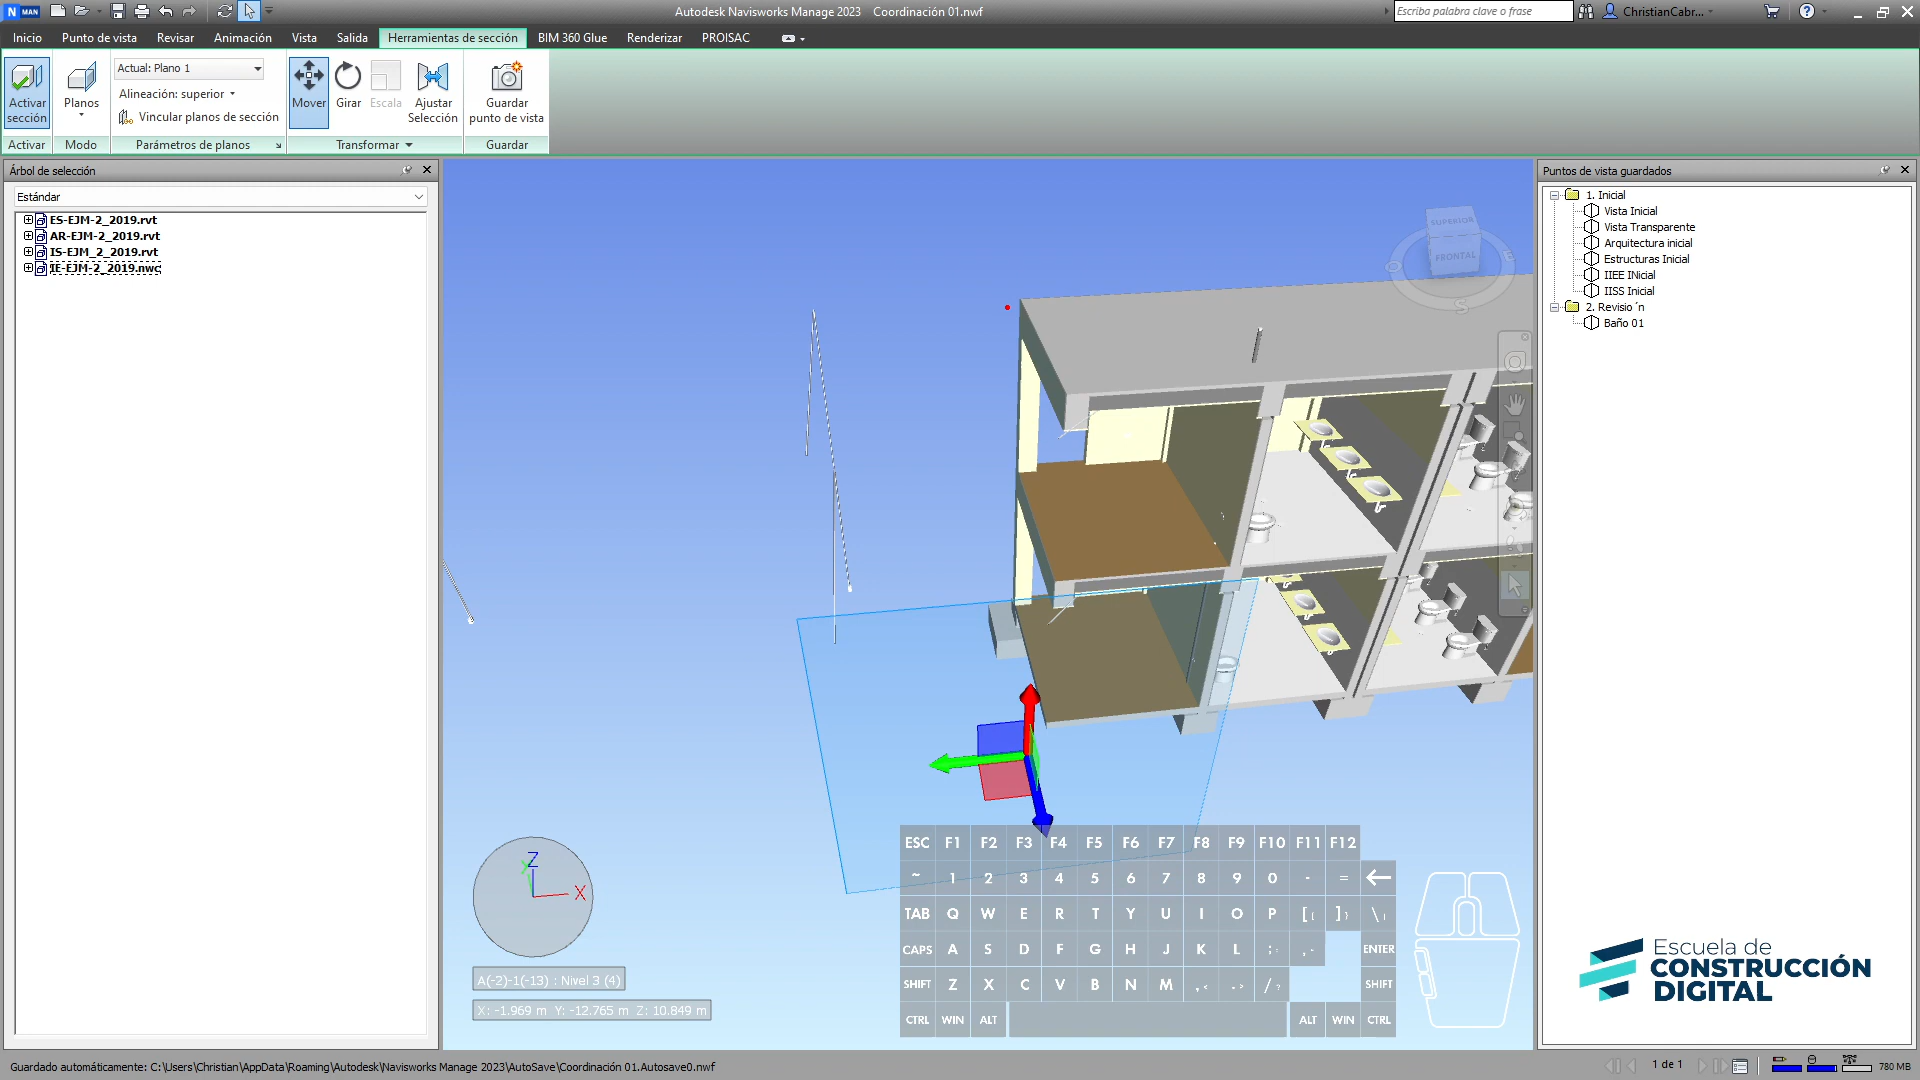 N MAN
Autodesk Navisworks Manage 2023 Coordinación 01.nwf
Escriba palabra clave o frase
ChristianCabr...
Inicio
Punto de vista
Revisar
Animación
Vista
Salida
Herramientas de sección
BIM 360 Glue
Renderizar
PROISAC
Activar
sección
Planos
Actual: Plano 1
Alineación: superior
Vincular planos de sección
Mover
Girar
Escala
Ajustar
Selección
Guardar
punto de vista
Activar
Modo
Parámetros de planos
Transformar
Guardar
Árbol de selección
Estándar
ES-EJM-2_2019.rvt
AR-EJM-2_2019.rvt
IS-EJM_2_2019.rvt
IE-EJM-2_2019.nwc
SUPERIOR
FRONTAL
E
S
Puntos de vista guardados
1. Inicial
Vista Inicial
Vista Transparente
Arquitectura inicial
Estructuras Inicial
IIEE INicial
IISS Inicial
2. Revisio´n
Baño 01
Z
Y
X
A(-2)-1(-13) : Nivel 3 (4)
X: -1.969 m Y: -12.765 m Z: 10.849 m
ESC F1 F2 F3 F4 F5 F6 F7 F8 F9 F10 F11 F12
~ 1 2 3 4 5 6 7 8 9 0 - =
TAB Q W E R T Y U I O P [{ ]} \|
CAPS A S D F G H J K L ;: ENTER
SHIFT Z X C V B N M ,< .> /? SHIFT
CTRL WIN ALT ALT WIN CTRL
Escuela de
CONSTRUCCIÓN
DIGITAL
Guardado automáticamente: C:\Users\Christian\AppData\Roaming\Autodesk\Navisworks Manage 2023\AutoSave\Coordinación 01.Autosave0.nwf
1 de 1
780 MB